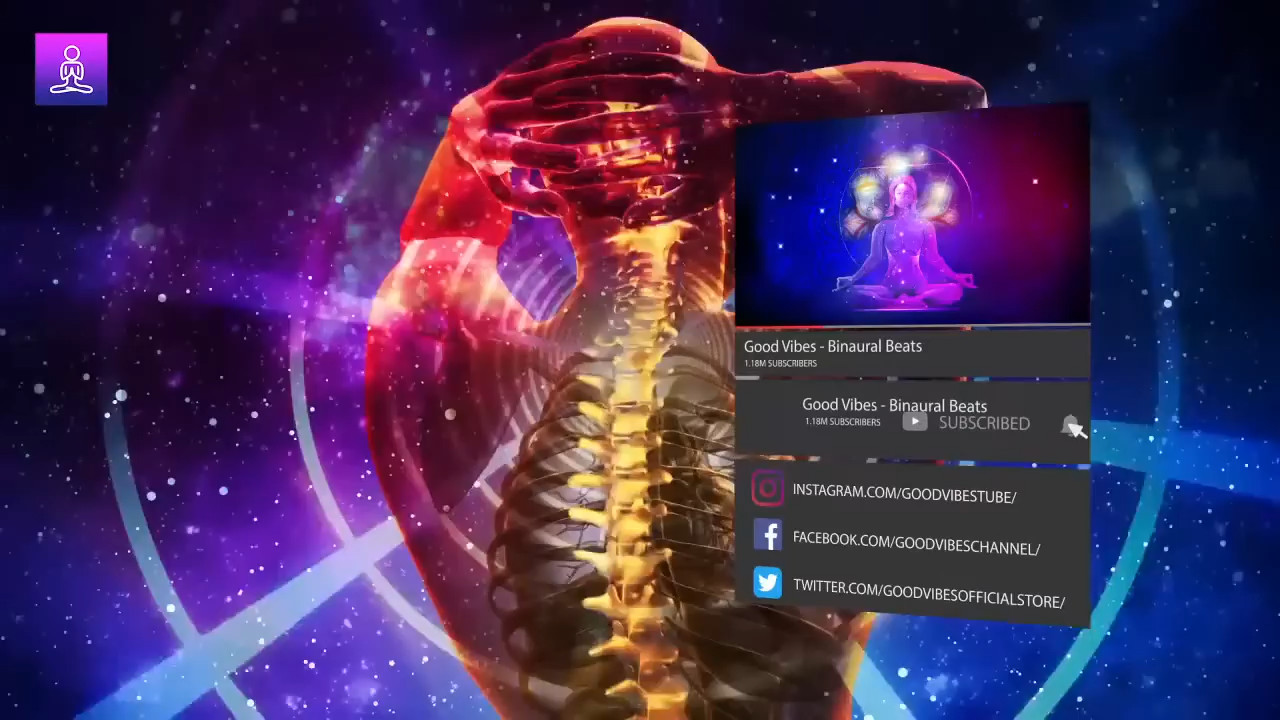 Good Vibes - Binaural Beats
1.18M SUBSCRIBERS
Good Vibes - Binaural Beats
1.18M SUBSCRIBERS
SUBSCRIBED
INSTAGRAM.COM/GOODVIBESTUBE/
FACEBOOK.COM/GOODVIBESCHANNEL/
TWITTER.COM/GOODVIBESOFFICIALSTORE/